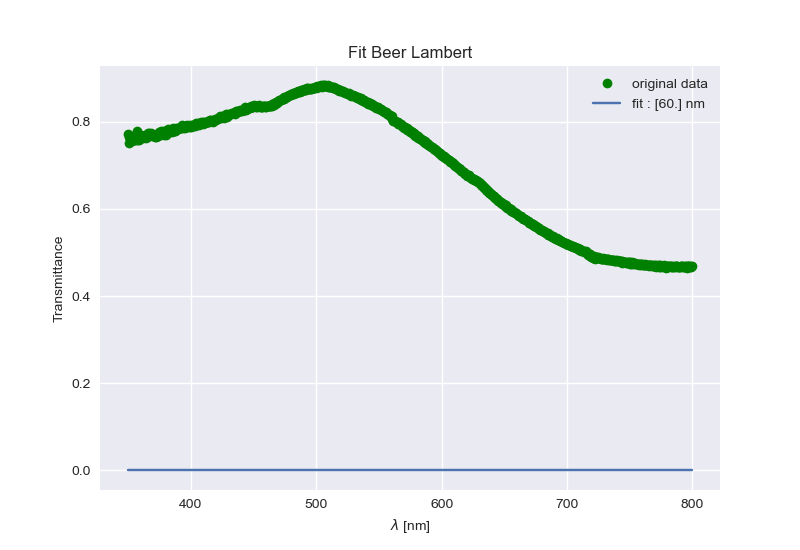 Fit Beer Lambert
original data
fit : [60.] nm
Transmittance
0.8
0.6
0.4
0.2
0.0
400
500
600
700
800
λ [nm]